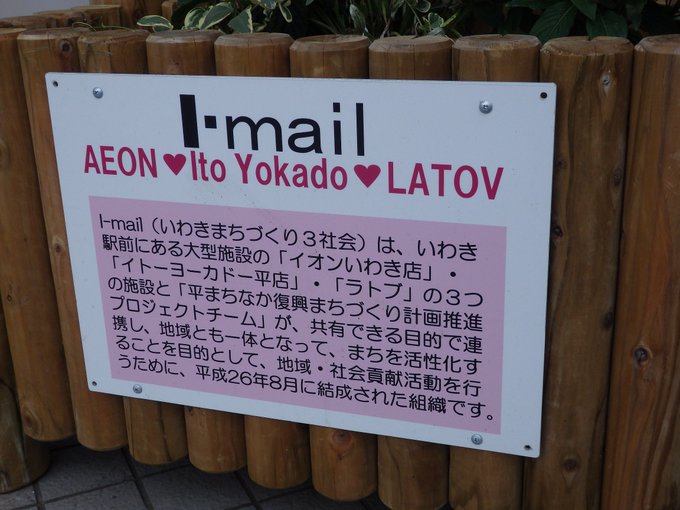 I-mail
AEON♥Ito Yokado♥LATOV
I-mail（いわきまちづくり３社会）は、いわき
駅前にある大型施設の「イオンいわき店」・
「イトーヨーカドー平店」・「ラトブ」の３つ
の施設と「平まちなか復興まちづくり計画推進
プロジェクトチーム」が、共有できる目的で連
携し、地域とも一体となって、まちを活性化す
ることを目的として、地域・社会貢献活動を行
うために、平成26年8月に結成された組織です。